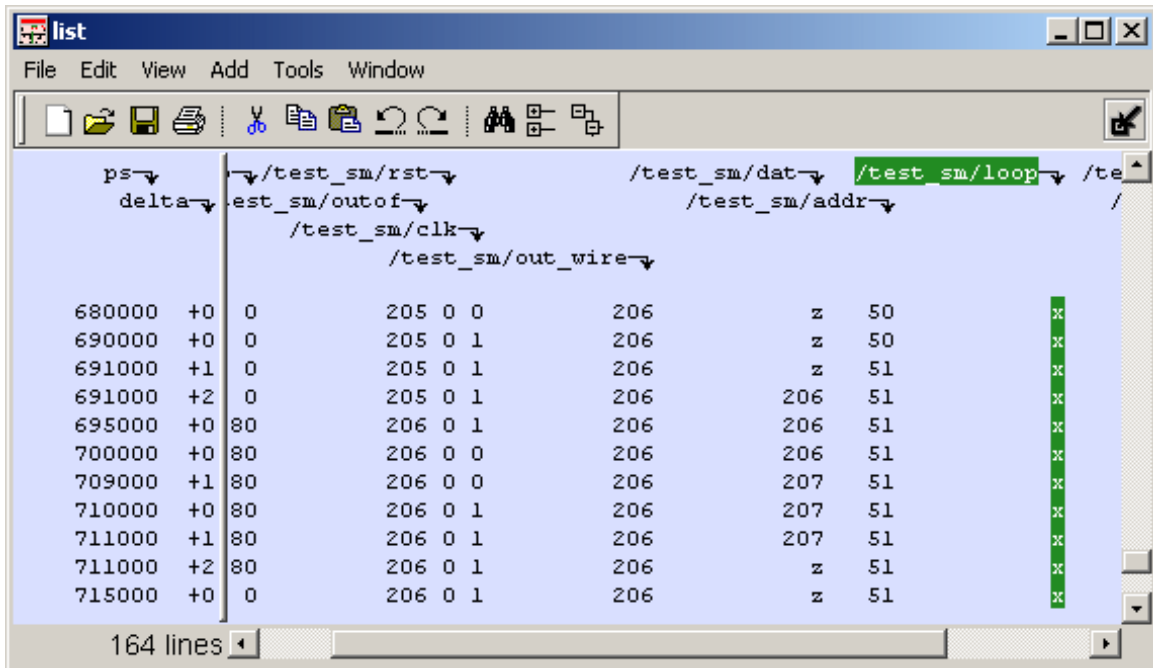 list
File Edit View Add Tools Window
ps /test_sm/rst /test_sm/dat /test_sm/loop /te
delta est_sm/outof /test_sm/addr /
/test_sm/clk
/test_sm/out_wire
680000 +0 0 205 0 0 206 z 50 x
690000 +0 0 205 0 1 206 z 50 x
691000 +1 0 205 0 1 206 z 51 x
691000 +2 0 205 0 1 206 206 51 x
695000 +0 80 206 0 1 206 206 51 x
700000 +0 80 206 0 0 206 206 51 x
709000 +1 80 206 0 0 206 207 51 x
710000 +0 80 206 0 1 206 207 51 x
711000 +1 80 206 0 1 206 207 51 x
711000 +2 80 206 0 1 206 z 51 x
715000 +0 0 206 0 1 206 z 51 x
164 lines